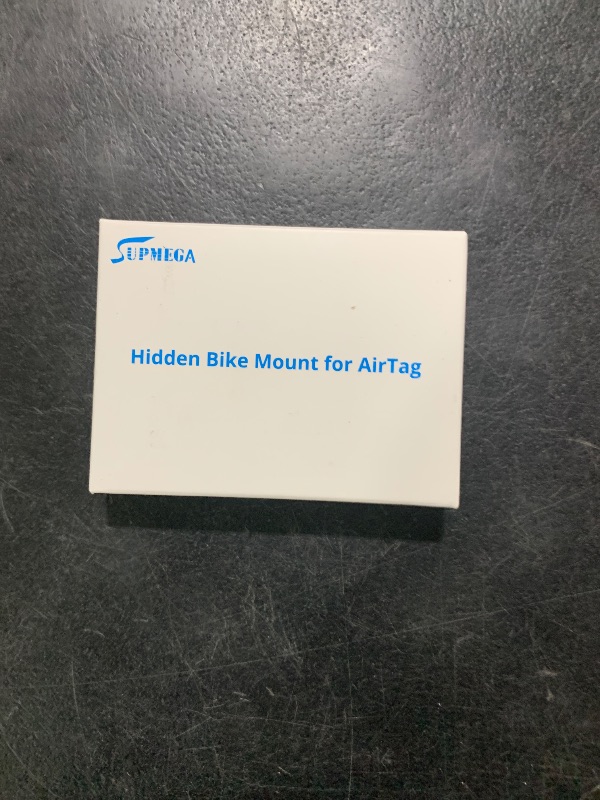 SUPMEGA
Hidden Bike Mount for AirTag